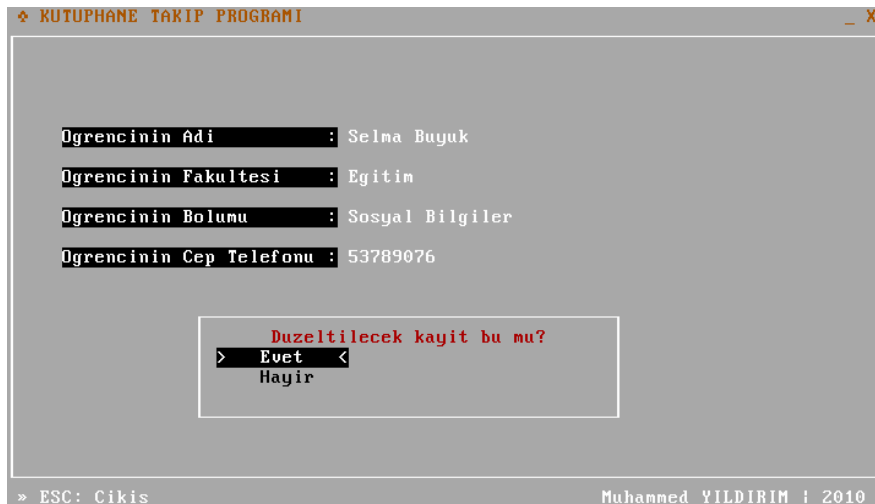 ♣ KUTUPHANE TAKIP PROGRAMI _ X
Ogrencinin Adi : Selma Buyuk
Ogrencinin Fakultesi : Egitim
Ogrencinin Bolumu : Sosyal Bilgiler
Ogrencinin Cep Telefonu : 53789076
Duzeltilecek kayit bu mu?
> Evet <
Hayir
» ESC: Cikis Muhammed YILDIRIM ¦ 2010